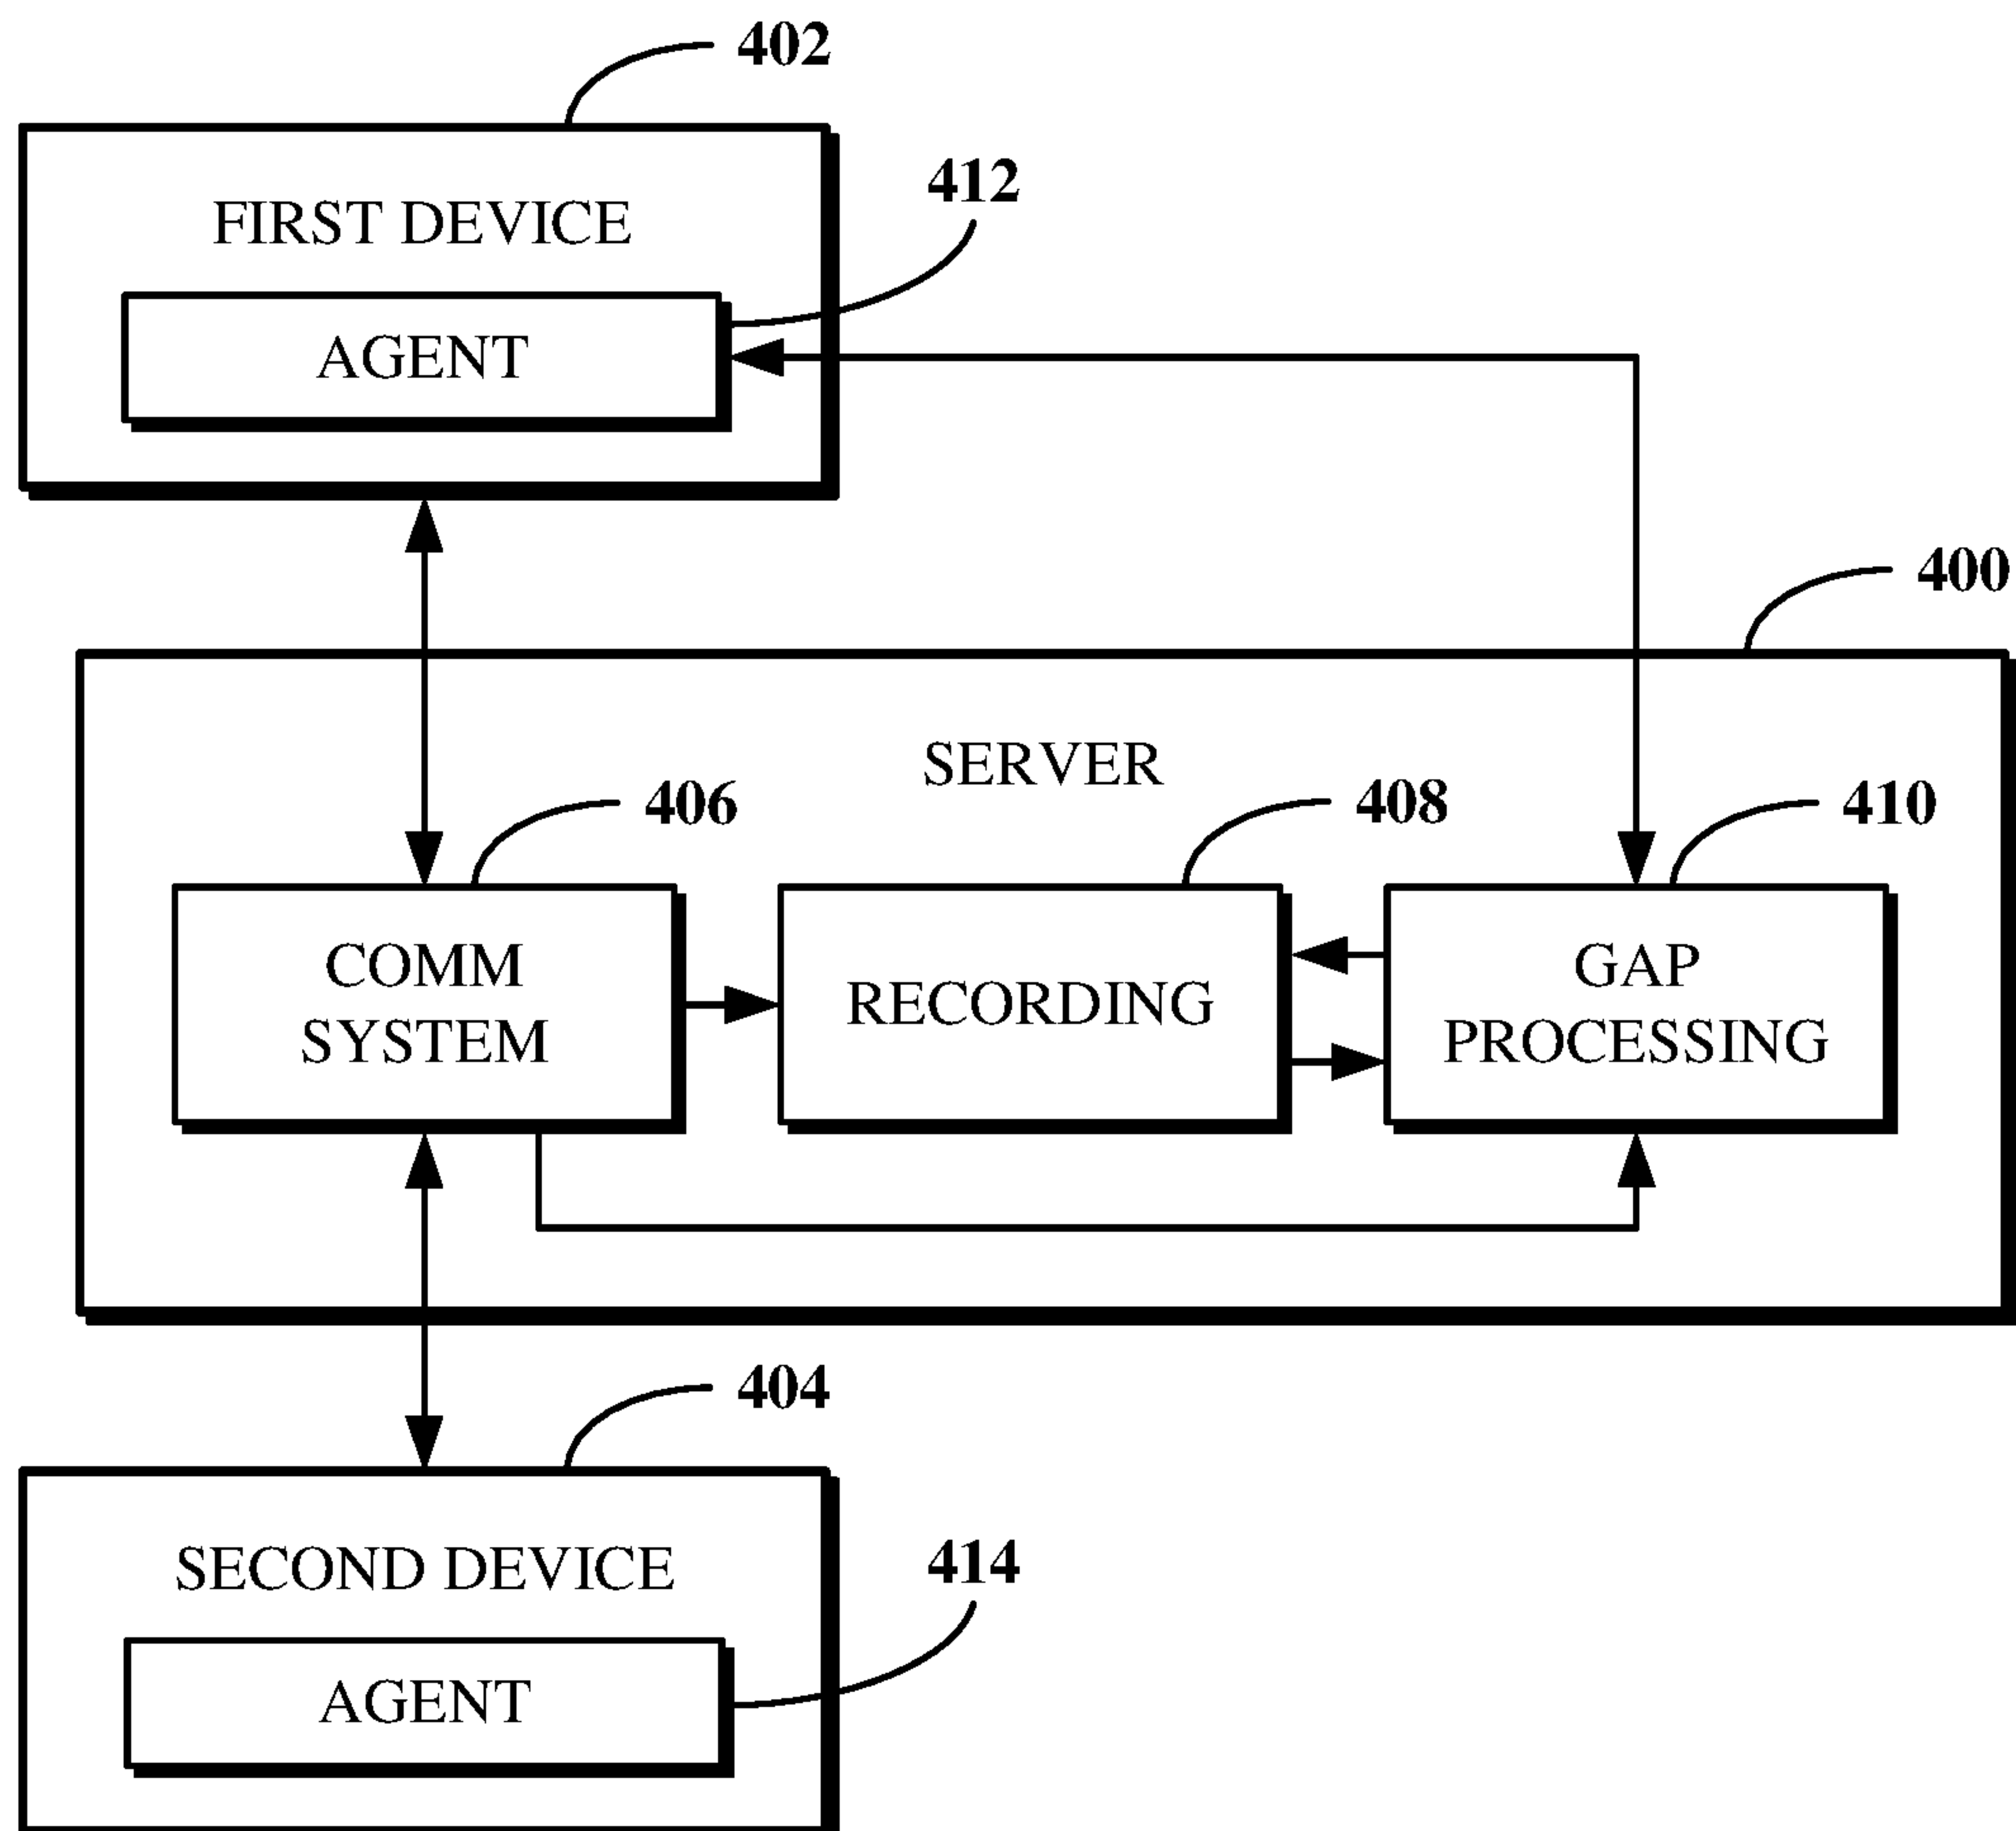 402
412
FIRST DEVICE
AGENT
400
SERVER
406
408
410
COMM
SYSTEM
RECORDING
GAP
PROCESSING
404
414
SECOND DEVICE
AGENT